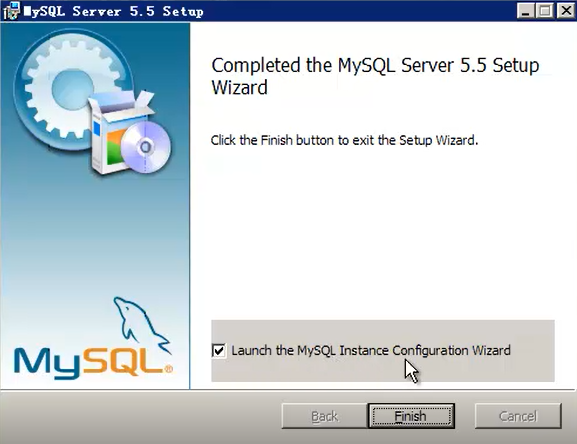 MySQL Server 5.5 Setup
Completed the MySQL Server 5.5 Setup
Wizard
Click the Finish button to exit the Setup Wizard.
MySQL®
Launch the MySQL Instance Configuration Wizard
Back
Finish
Cancel